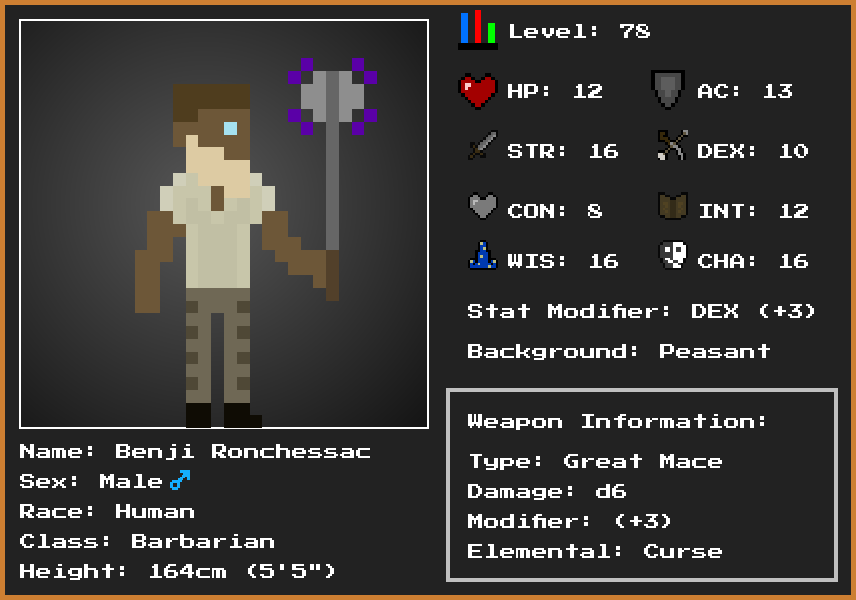 Level: 78
HP: 12 AC: 13
STR: 16 DEX: 10
CON: 8 INT: 12
WIS: 16 CHA: 16
Stat Modifier: DEX (+3)
Background: Peasant
Weapon Information:
Type: Great Mace
Damage: d6
Modifier: (+3)
Elemental: Curse
Name: Benji Ronchessac
Sex: Male ♂
Race: Human
Class: Barbarian
Height: 164cm (5'5")